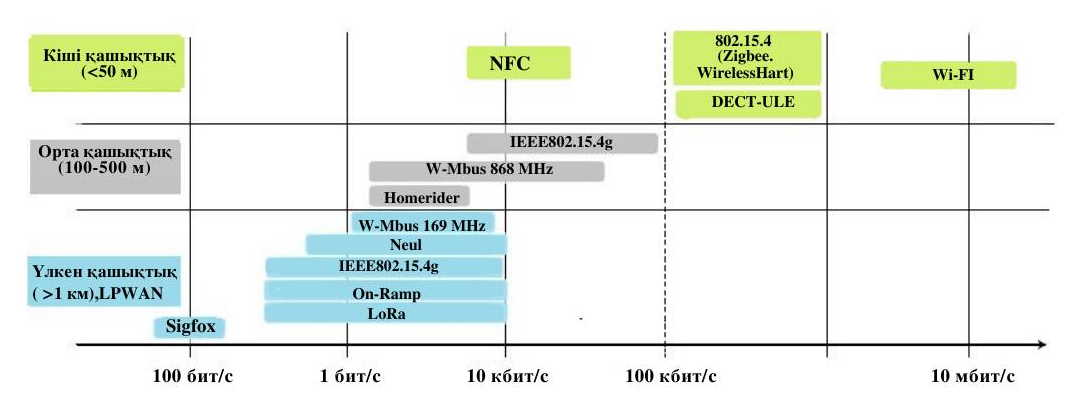 Кіші қашықтық
(<50 м)
NFC
802.15.4
(Zigbee.
WirelessHart)
DECT-ULE
Wi-FI
Орта қашықтық
(100-500 м)
IEEE802.15.4g
W-Mbus 868 MHz
Homerider
Үлкен қашықтық
( >1 км),LPWAN
W-Mbus 169 MHz
Neul
IEEE802.15.4g
On-Ramp
LoRa
Sigfox
100 бит/с
1 бит/с
10 кбит/с
100 кбит/с
10 мбит/с